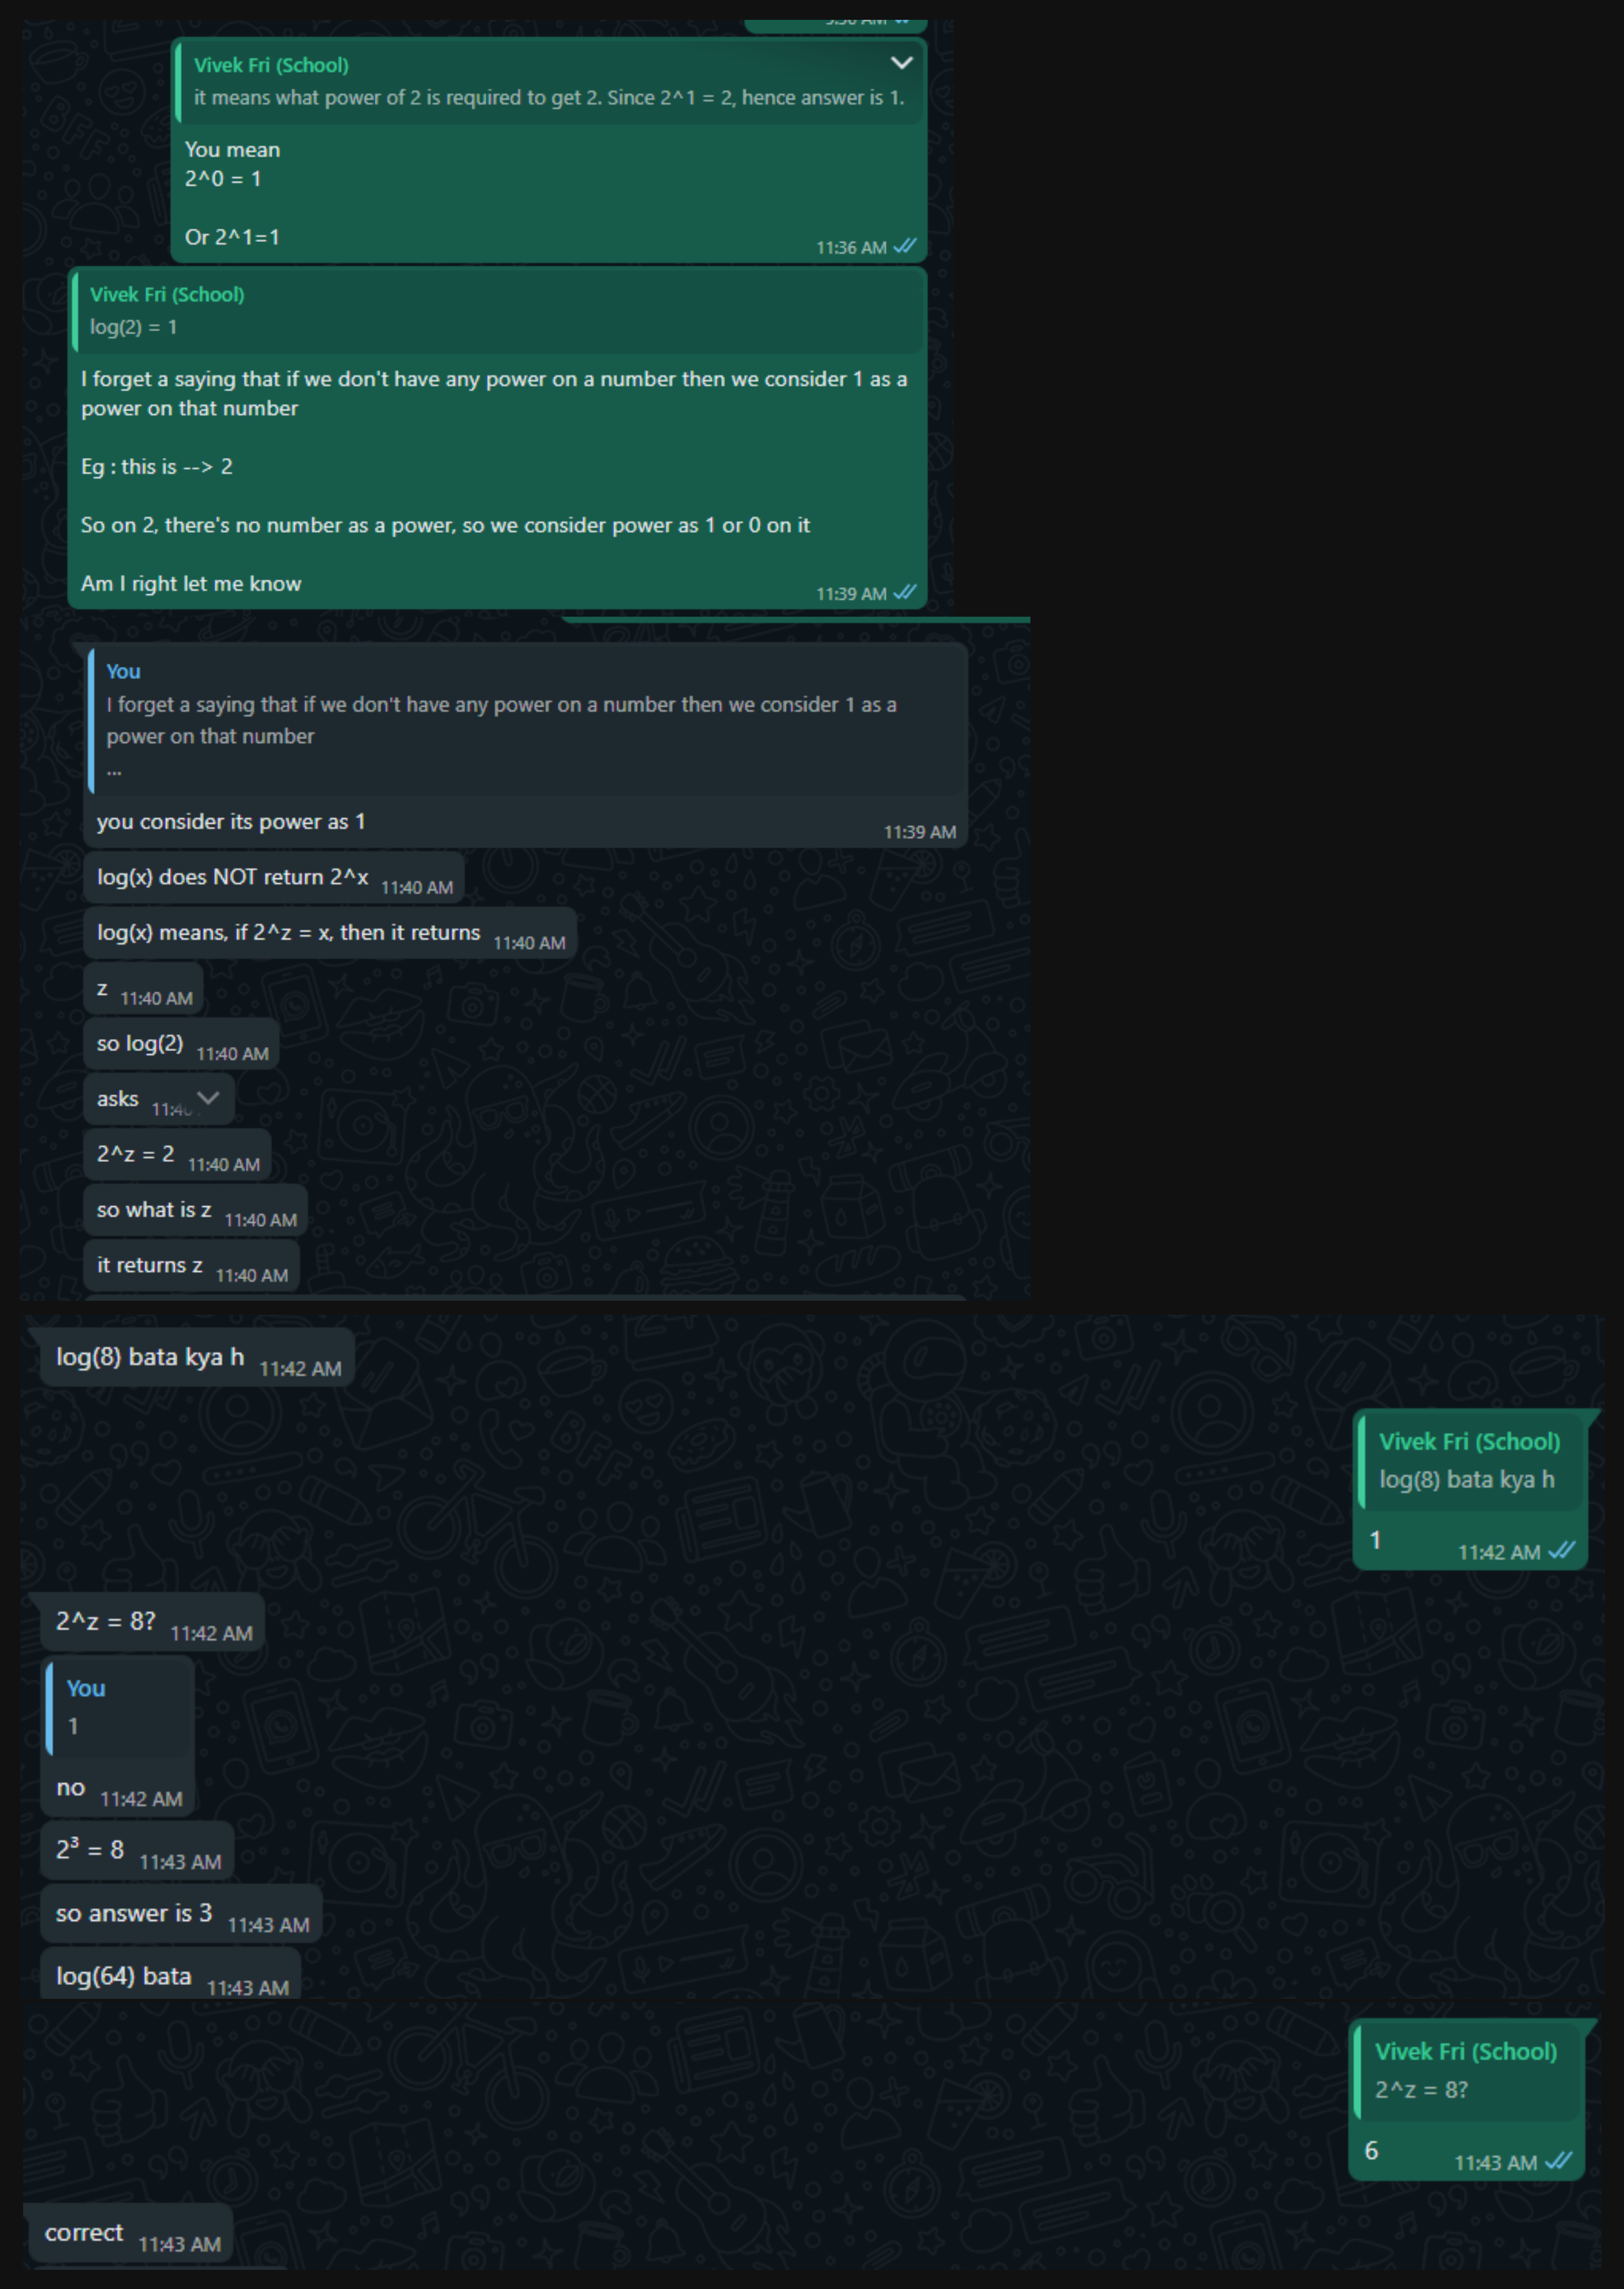 Vivek Fri (School)
it means what power of 2 is required to get 2. Since 2^1 = 2, hence answer is 1.
You mean
2^0 = 1
Or 2^1=1
11:36 AM
Vivek Fri (School)
log(2) = 1
I forget a saying that if we don't have any power on a number then we consider 1 as a
power on that number
Eg : this is --> 2
So on 2, there's no number as a power, so we consider power as 1 or 0 on it
Am I right let me know
11:39 AM
You
I forget a saying that if we don't have any power on a number then we consider 1 as a
power on that number
...
you consider its power as 1
11:39 AM
log(x) does NOT return 2^x 11:40 AM
log(x) means, if 2^z = x, then it returns 11:40 AM
z 11:40 AM
so log(2) 11:40 AM
asks
2^z = 2 11:40 AM
so what is z 11:40 AM
it returns z 11:40 AM
log(8) bata kya h 11:42 AM
Vivek Fri (School)
log(8) bata kya h
1 11:42 AM
2^z = 8? 11:42 AM
You
1
no 11:42 AM
2³ = 8 11:43 AM
so answer is 3 11:43 AM
log(64) bata 11:43 AM
Vivek Fri (School)
2^z = 8?
6 11:43 AM
correct 11:43 AM